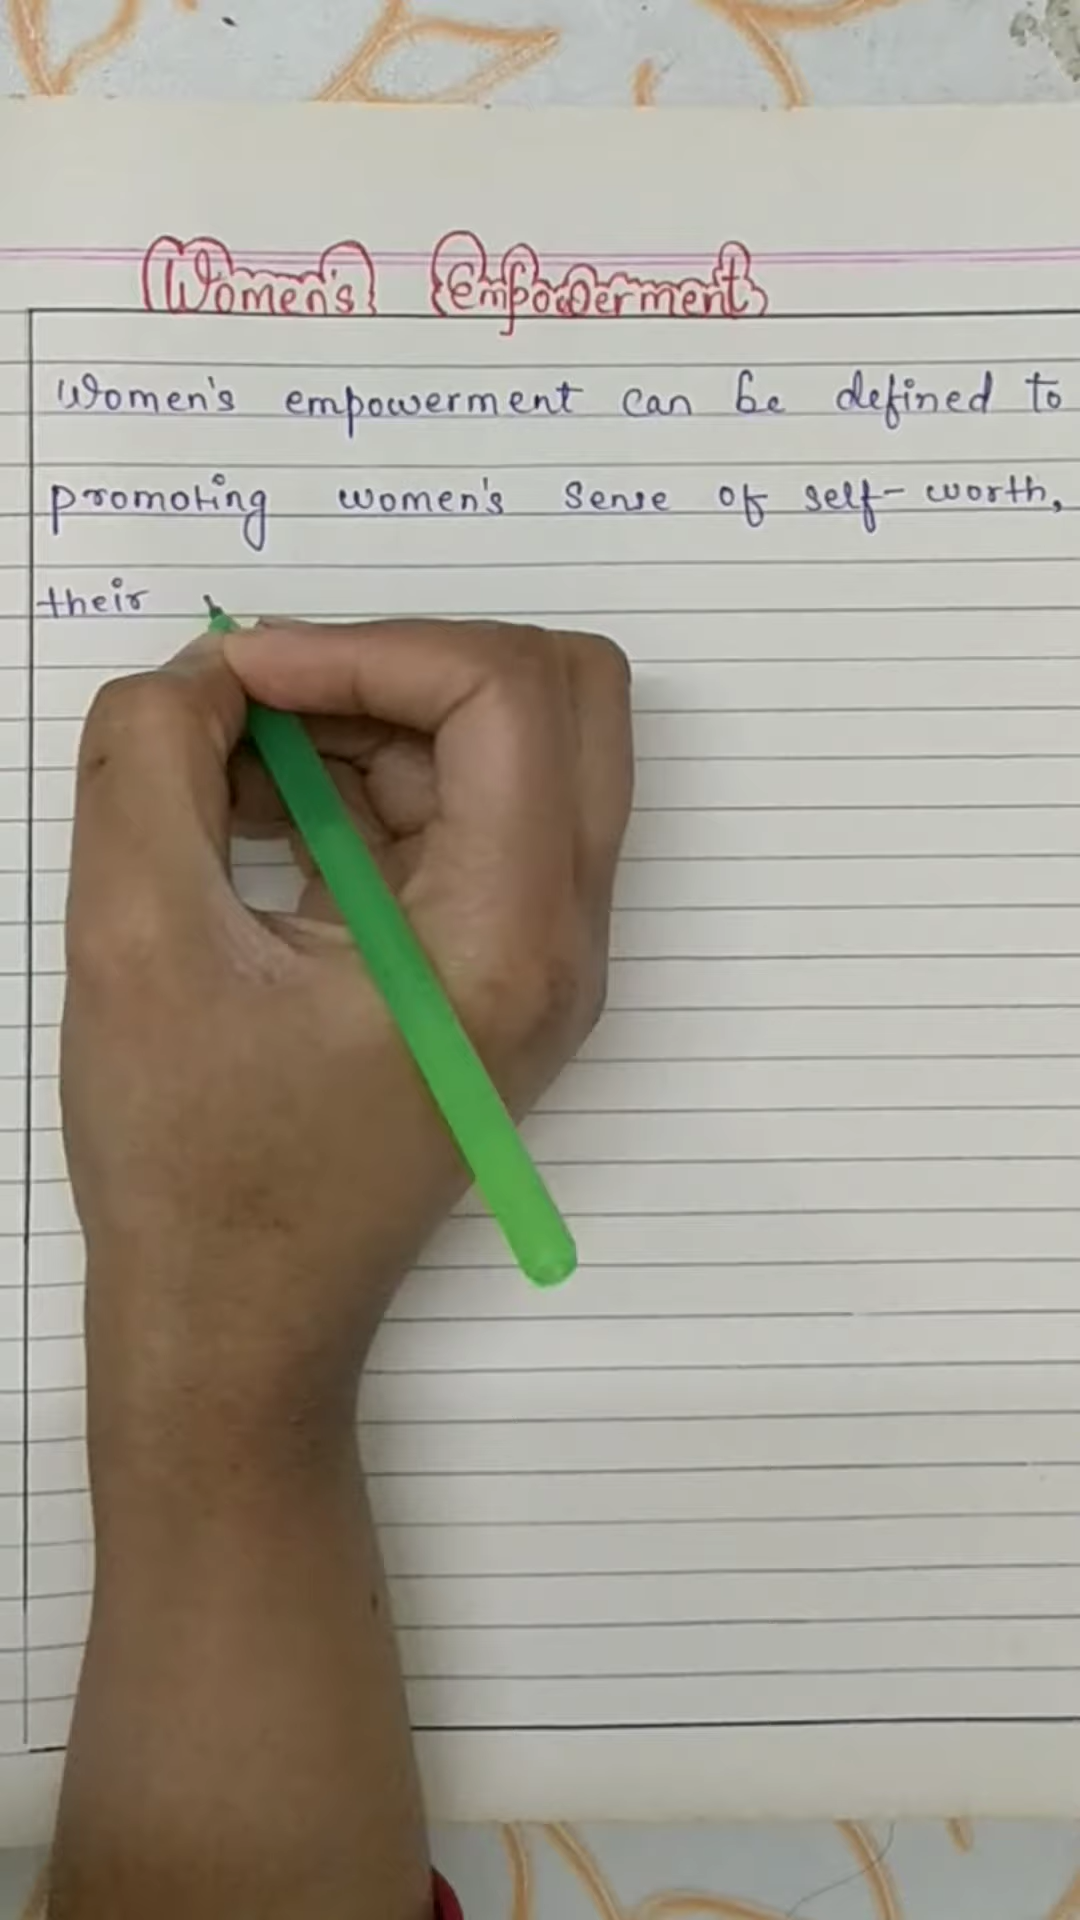 Women's Empowerment
Women's empowerment can be defined to
promoting women's sense of self-worth,
their